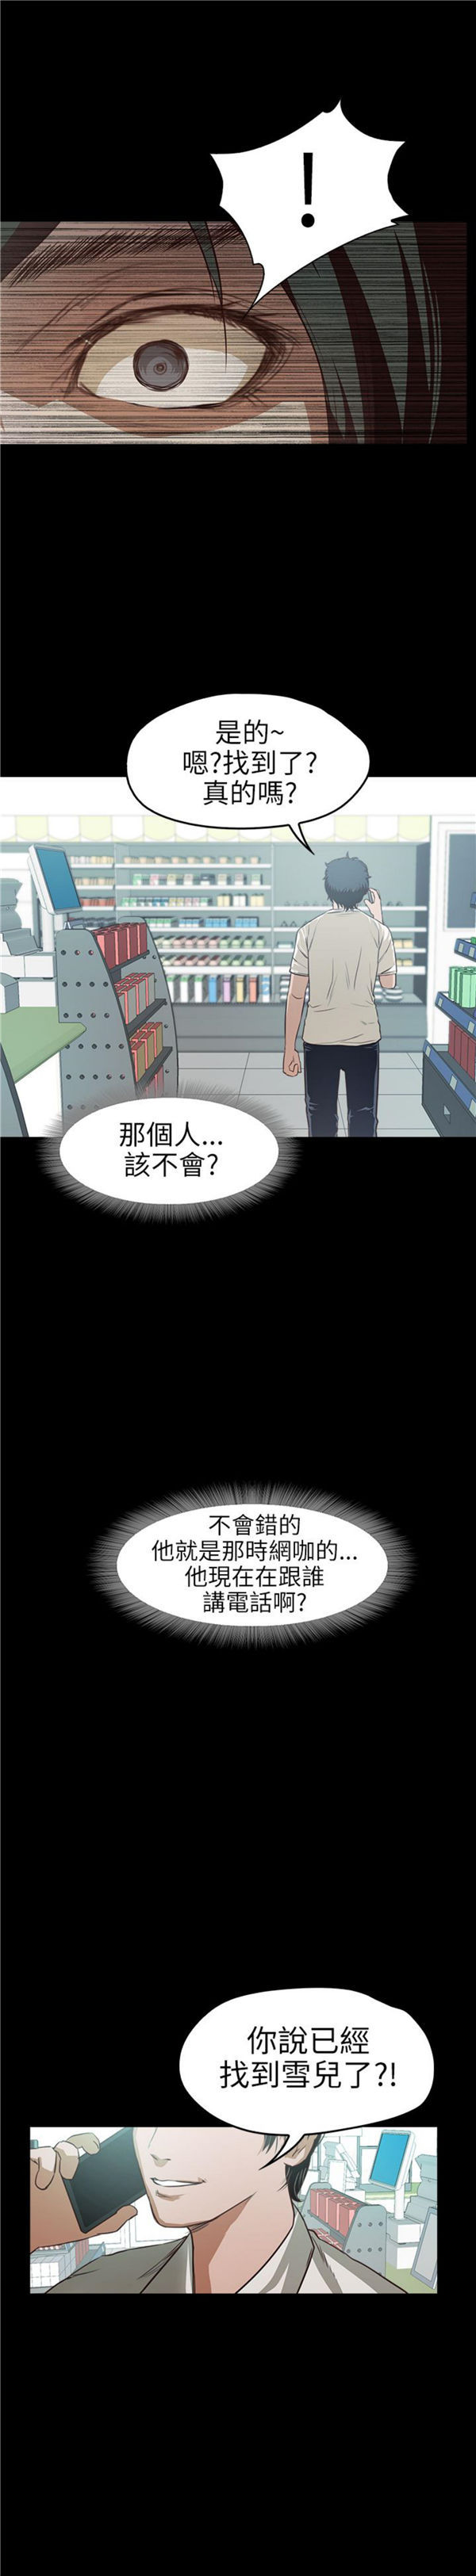 !
是的~
嗯?找到了?
真的嗎?
那個人...
該不會?
不會錯的
他就是那時網咖的...
他現在在跟誰
講電話啊?
你說已經
找到雪兒了?!